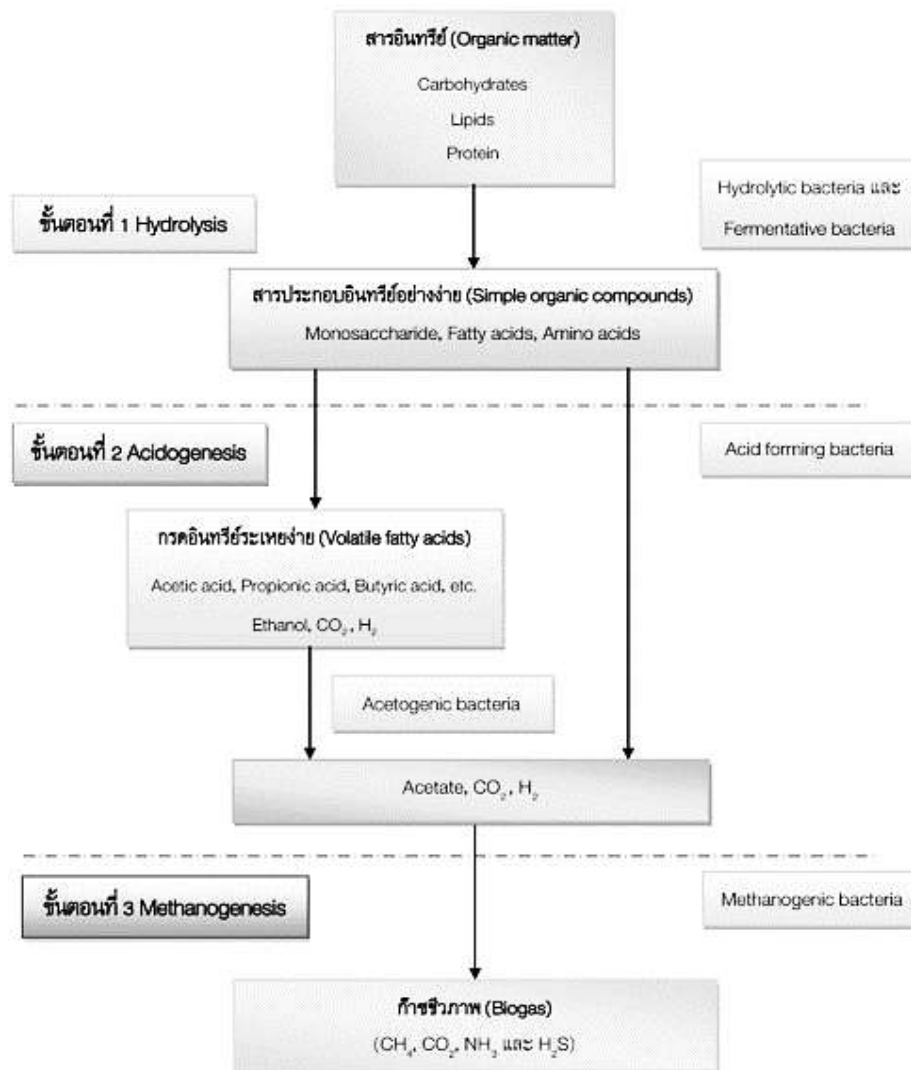 สารอินทรีย์ (Organic matter)
Carbohydrates
Lipids
Protein
Hydrolytic bacteria และ
Fermentative bacteria
ขั้นตอนที่ 1 Hydrolysis
สารประกอบอินทรีย์อย่างง่าย (Simple organic compounds)
Monosaccharide, Fatty acids, Amino acids
ขั้นตอนที่ 2 Acidogenesis
Acid forming bacteria
กรดอินทรีย์ระเหยง่าย (Volatile fatty acids)
Acetic acid, Propionic acid, Butyric acid, etc.
Ethanol, CO₂, H₂
Acetogenic bacteria
Acetate, CO₂, H₂
ขั้นตอนที่ 3 Methanogenesis
Methanogenic bacteria
ก๊าซชีวภาพ (Biogas)
(CH₄, CO₂, NH₃ และ H₂S)